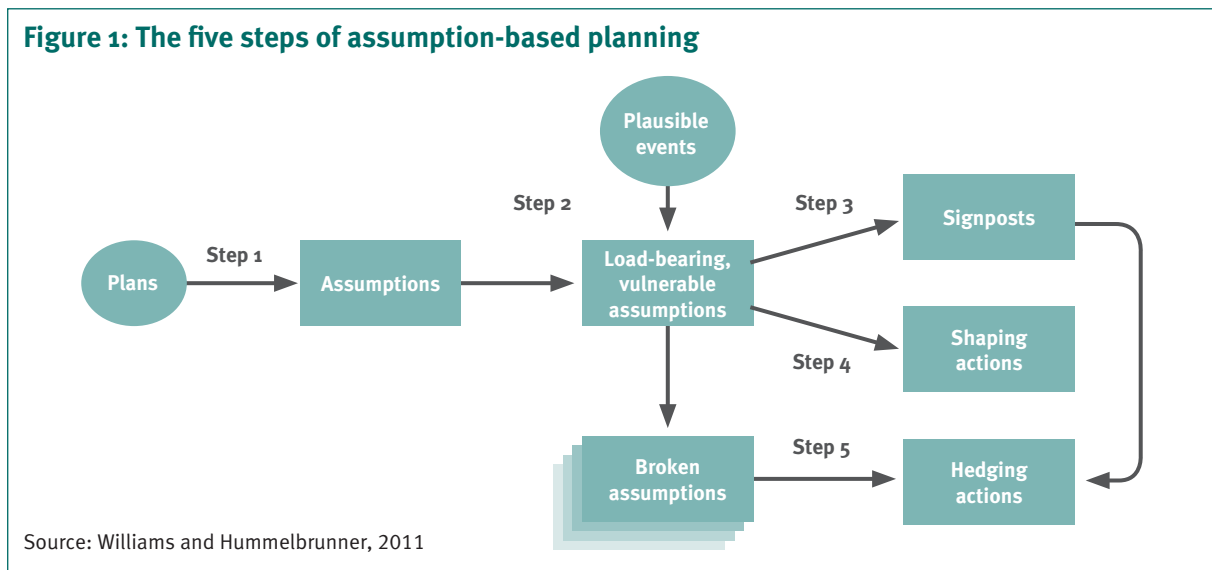 Figure 1: The five steps of assumption-based planning
Plausible
events
Step 2
Step 3
Signposts
Step 1
Plans
Assumptions
Load-bearing,
vulnerable
assumptions
Shaping
actions
Step 4
Step 5
Broken
assumptions
Hedging
actions
Source: Williams and Hummelbrunner, 2011